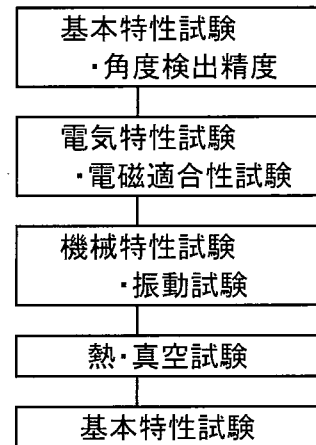 基本特性試験
・角度検出精度
電気特性試験
・電磁適合性試験
機械特性試験
・振動試験
熱・真空試験
基本特性試験